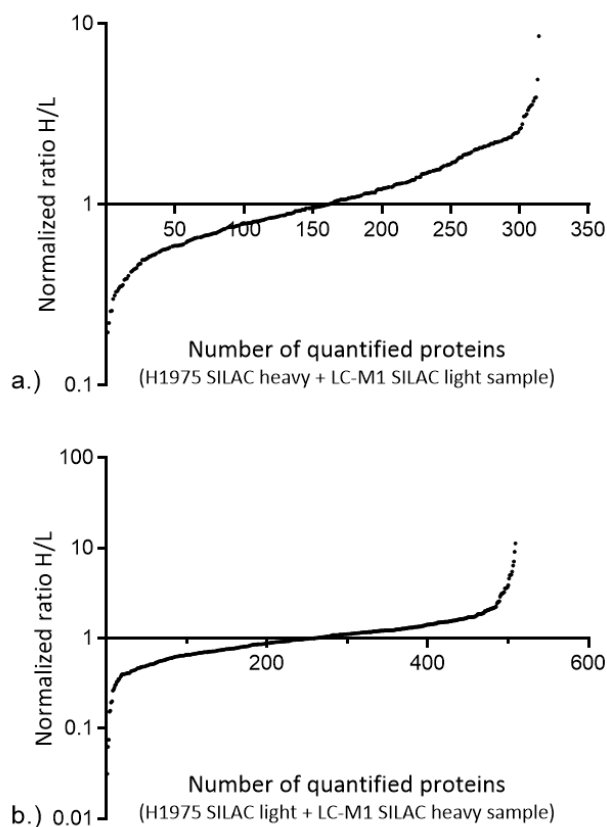 10
Normalized ratio H/L
1
50 100 150 200 250 300 350
Number of quantified proteins
(H1975 SILAC heavy + LC-M1 SILAC light sample)
a.)
0.1
100
Normalized ratio H/L
10
1
200 400 600
0.1
Number of quantified proteins
(H1975 SILAC light + LC-M1 SILAC heavy sample)
b.)
0.01